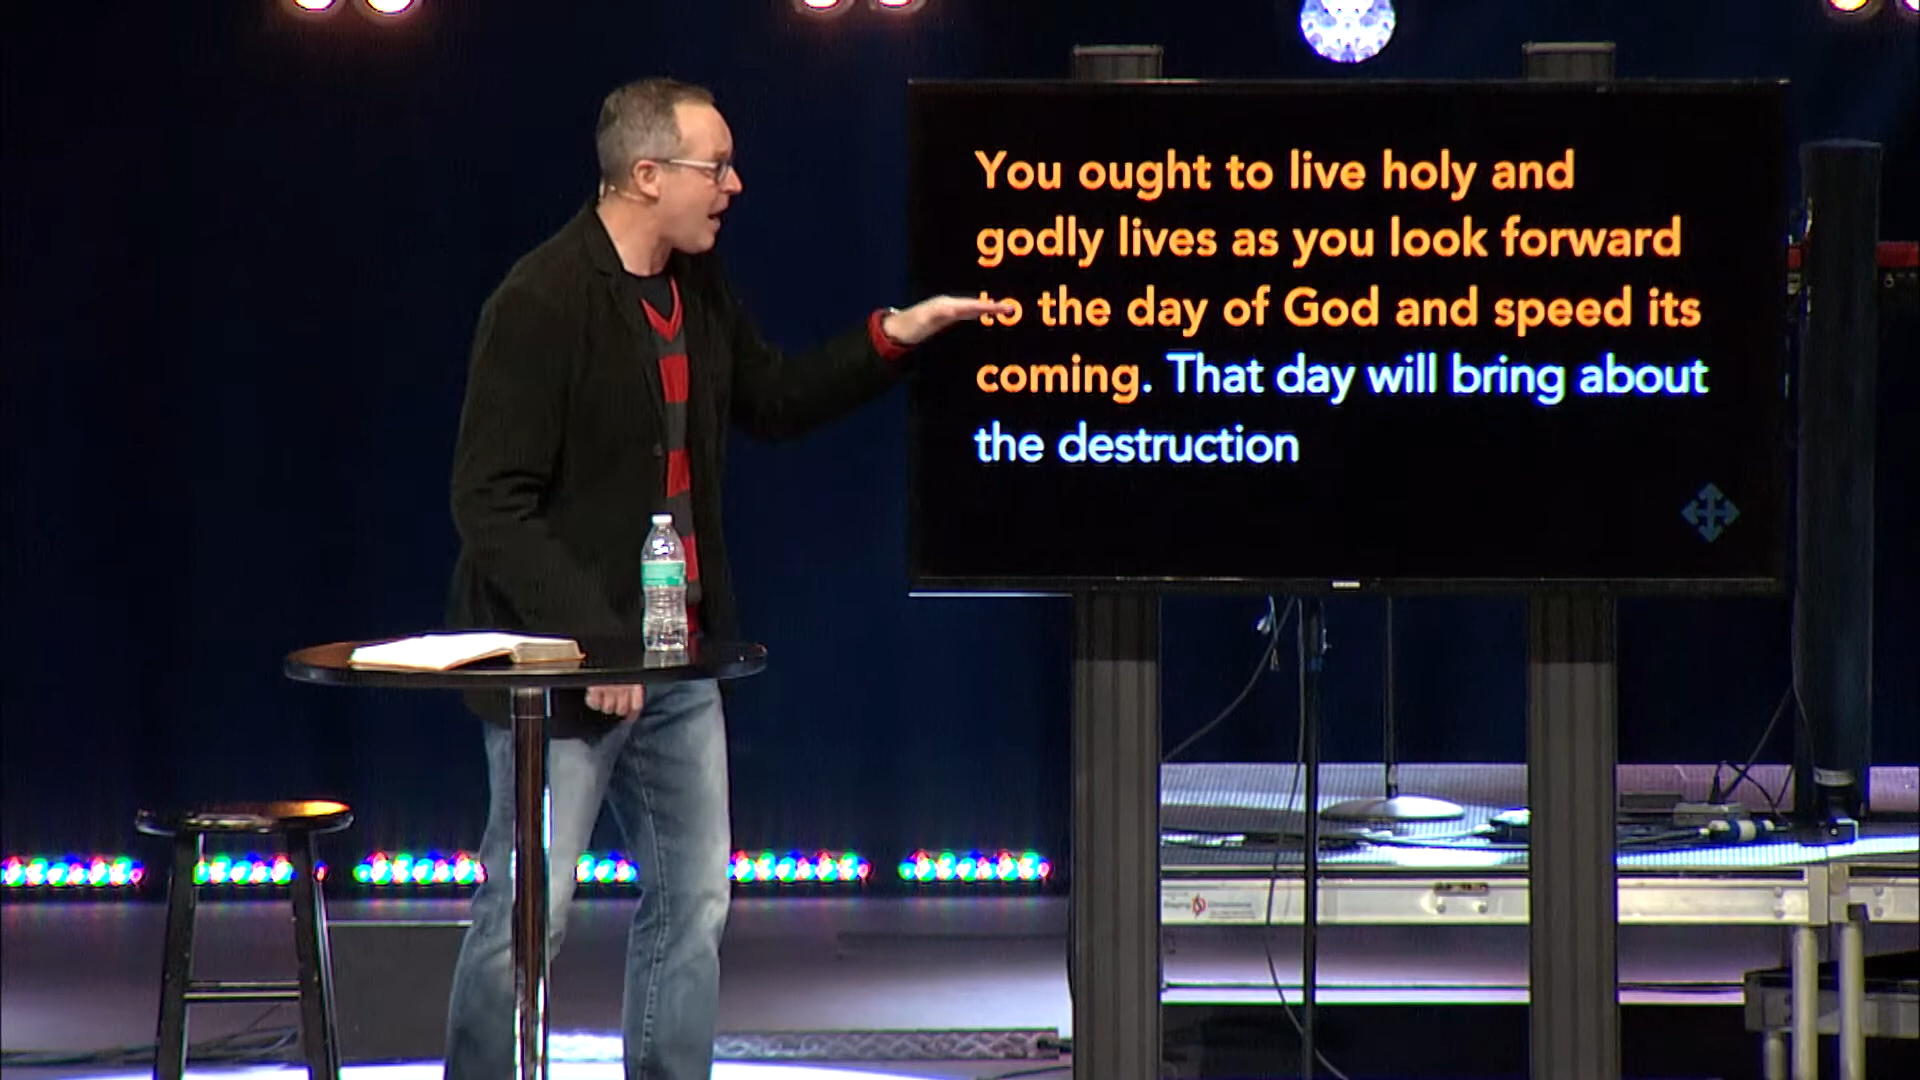 You ought to live holy and
godly lives as you look forward
to the day of God and speed its
coming. That day will bring about
the destruction